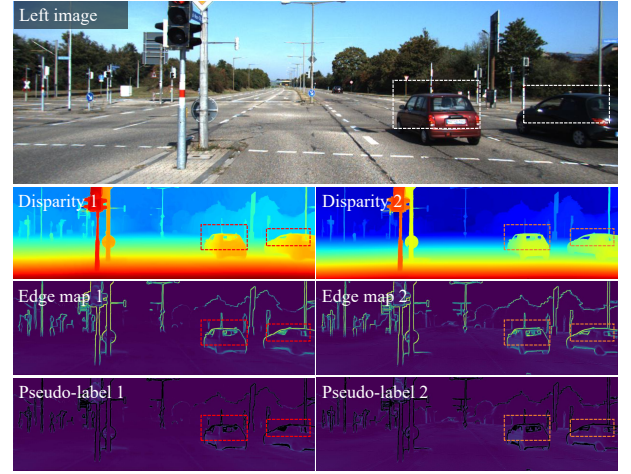 Left image
Disparity 1
Disparity 2
Edge map 1
Edge map 2
Pseudo-label 1
Pseudo-label 2